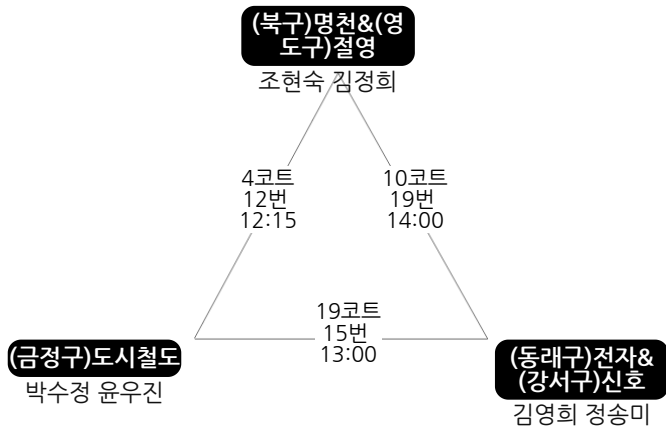 (북구)명천&(영
도구)절영
조현숙 김정희
4코트
12번
12:15
10코트
19번
14:00
19코트
15번
13:00
(금정구)도시철도
박수정 윤우진
(동래구)전자&
(강서구)신호
김영희 정송미